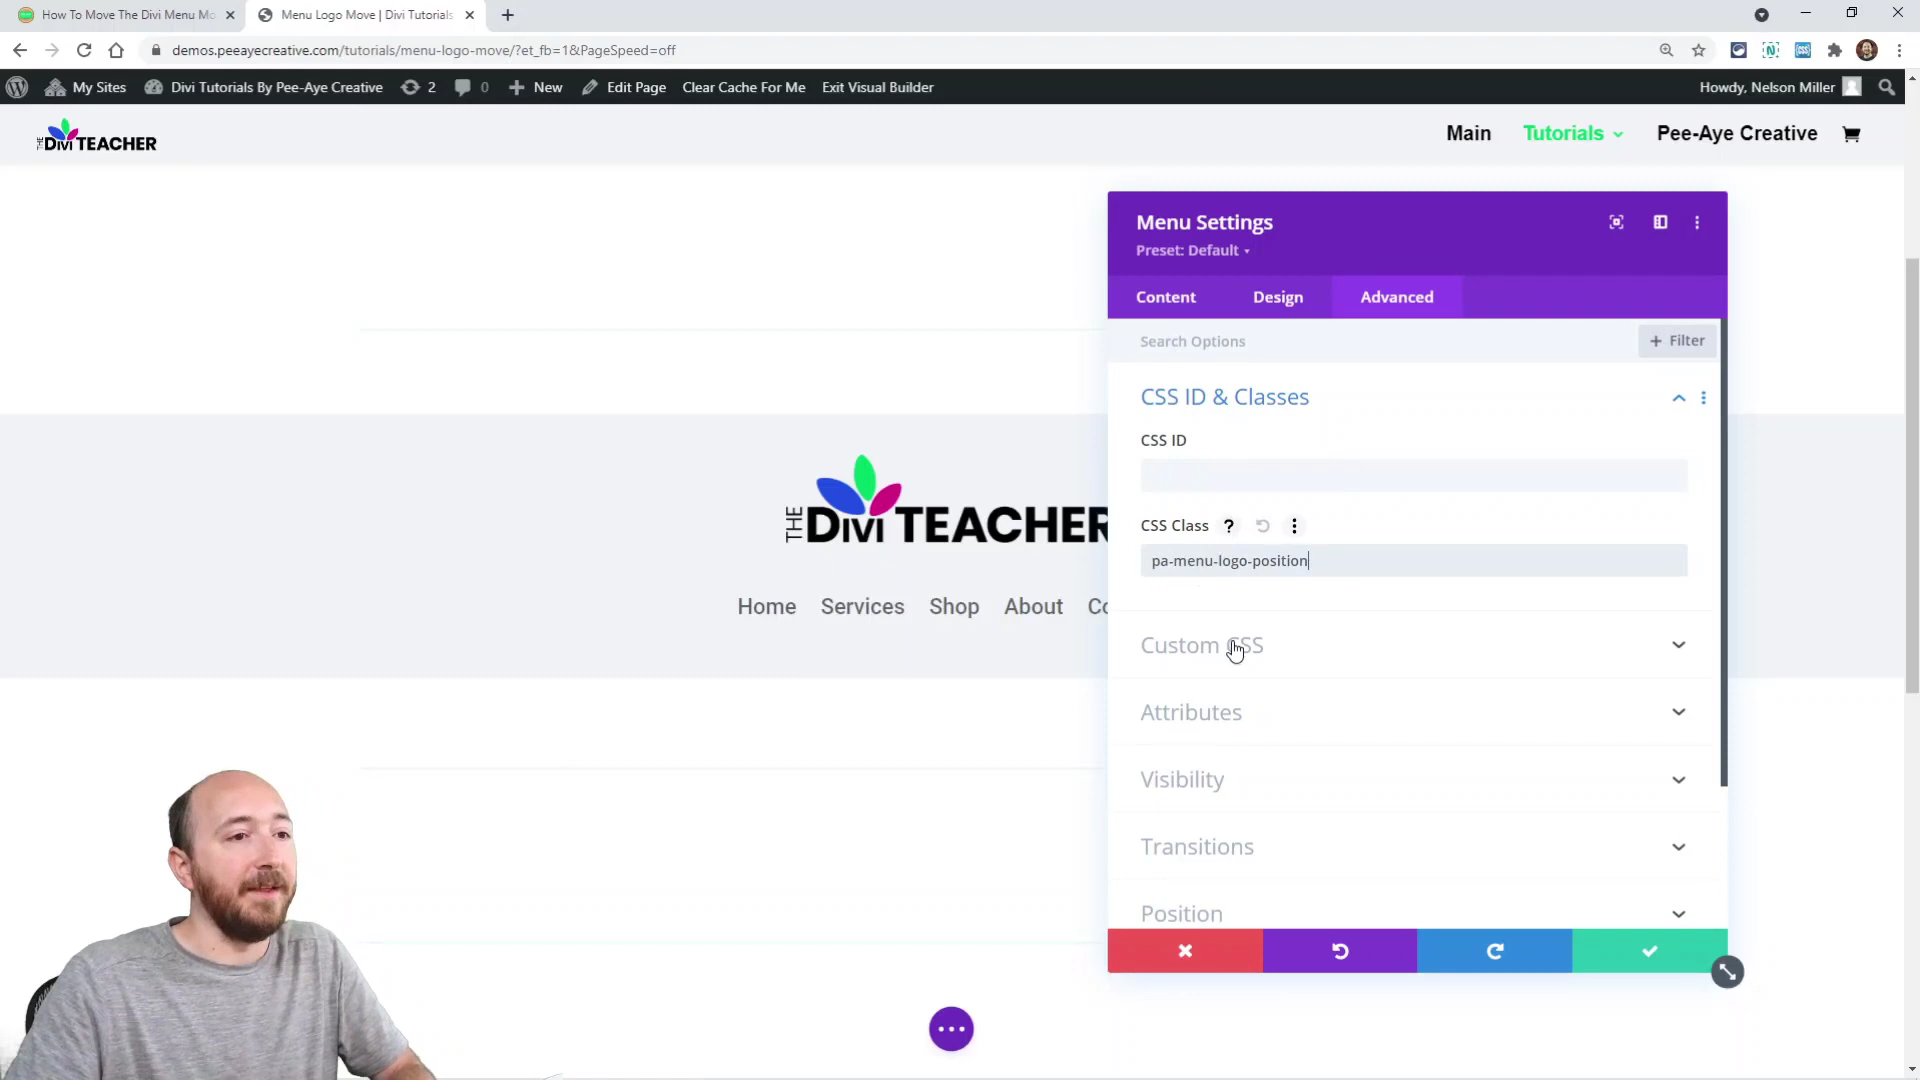 How To Move The Divi Menu Mo
Menu Logo Move | Divi Tutorials
demos.peeayecreative.com/tutorials/menu-logo-move/?et_fb=1&PageSpeed=off
My Sites
Divi Tutorials By Pee-Aye Creative
2
0
New
Edit Page
Clear Cache For Me
Exit Visual Builder
Howdy, Nelson Miller
THE DIVI TEACHER
Main
Tutorials
Pee-Aye Creative
Menu Settings
Preset: Default
Content
Design
Advanced
Search Options
+ Filter
CSS ID & Classes
CSS ID
CSS Class ?
pa-menu-logo-position
THE DIVI TEACHER
Home
Services
Shop
About
Co
Custom CSS
Attributes
Visibility
Transitions
Position